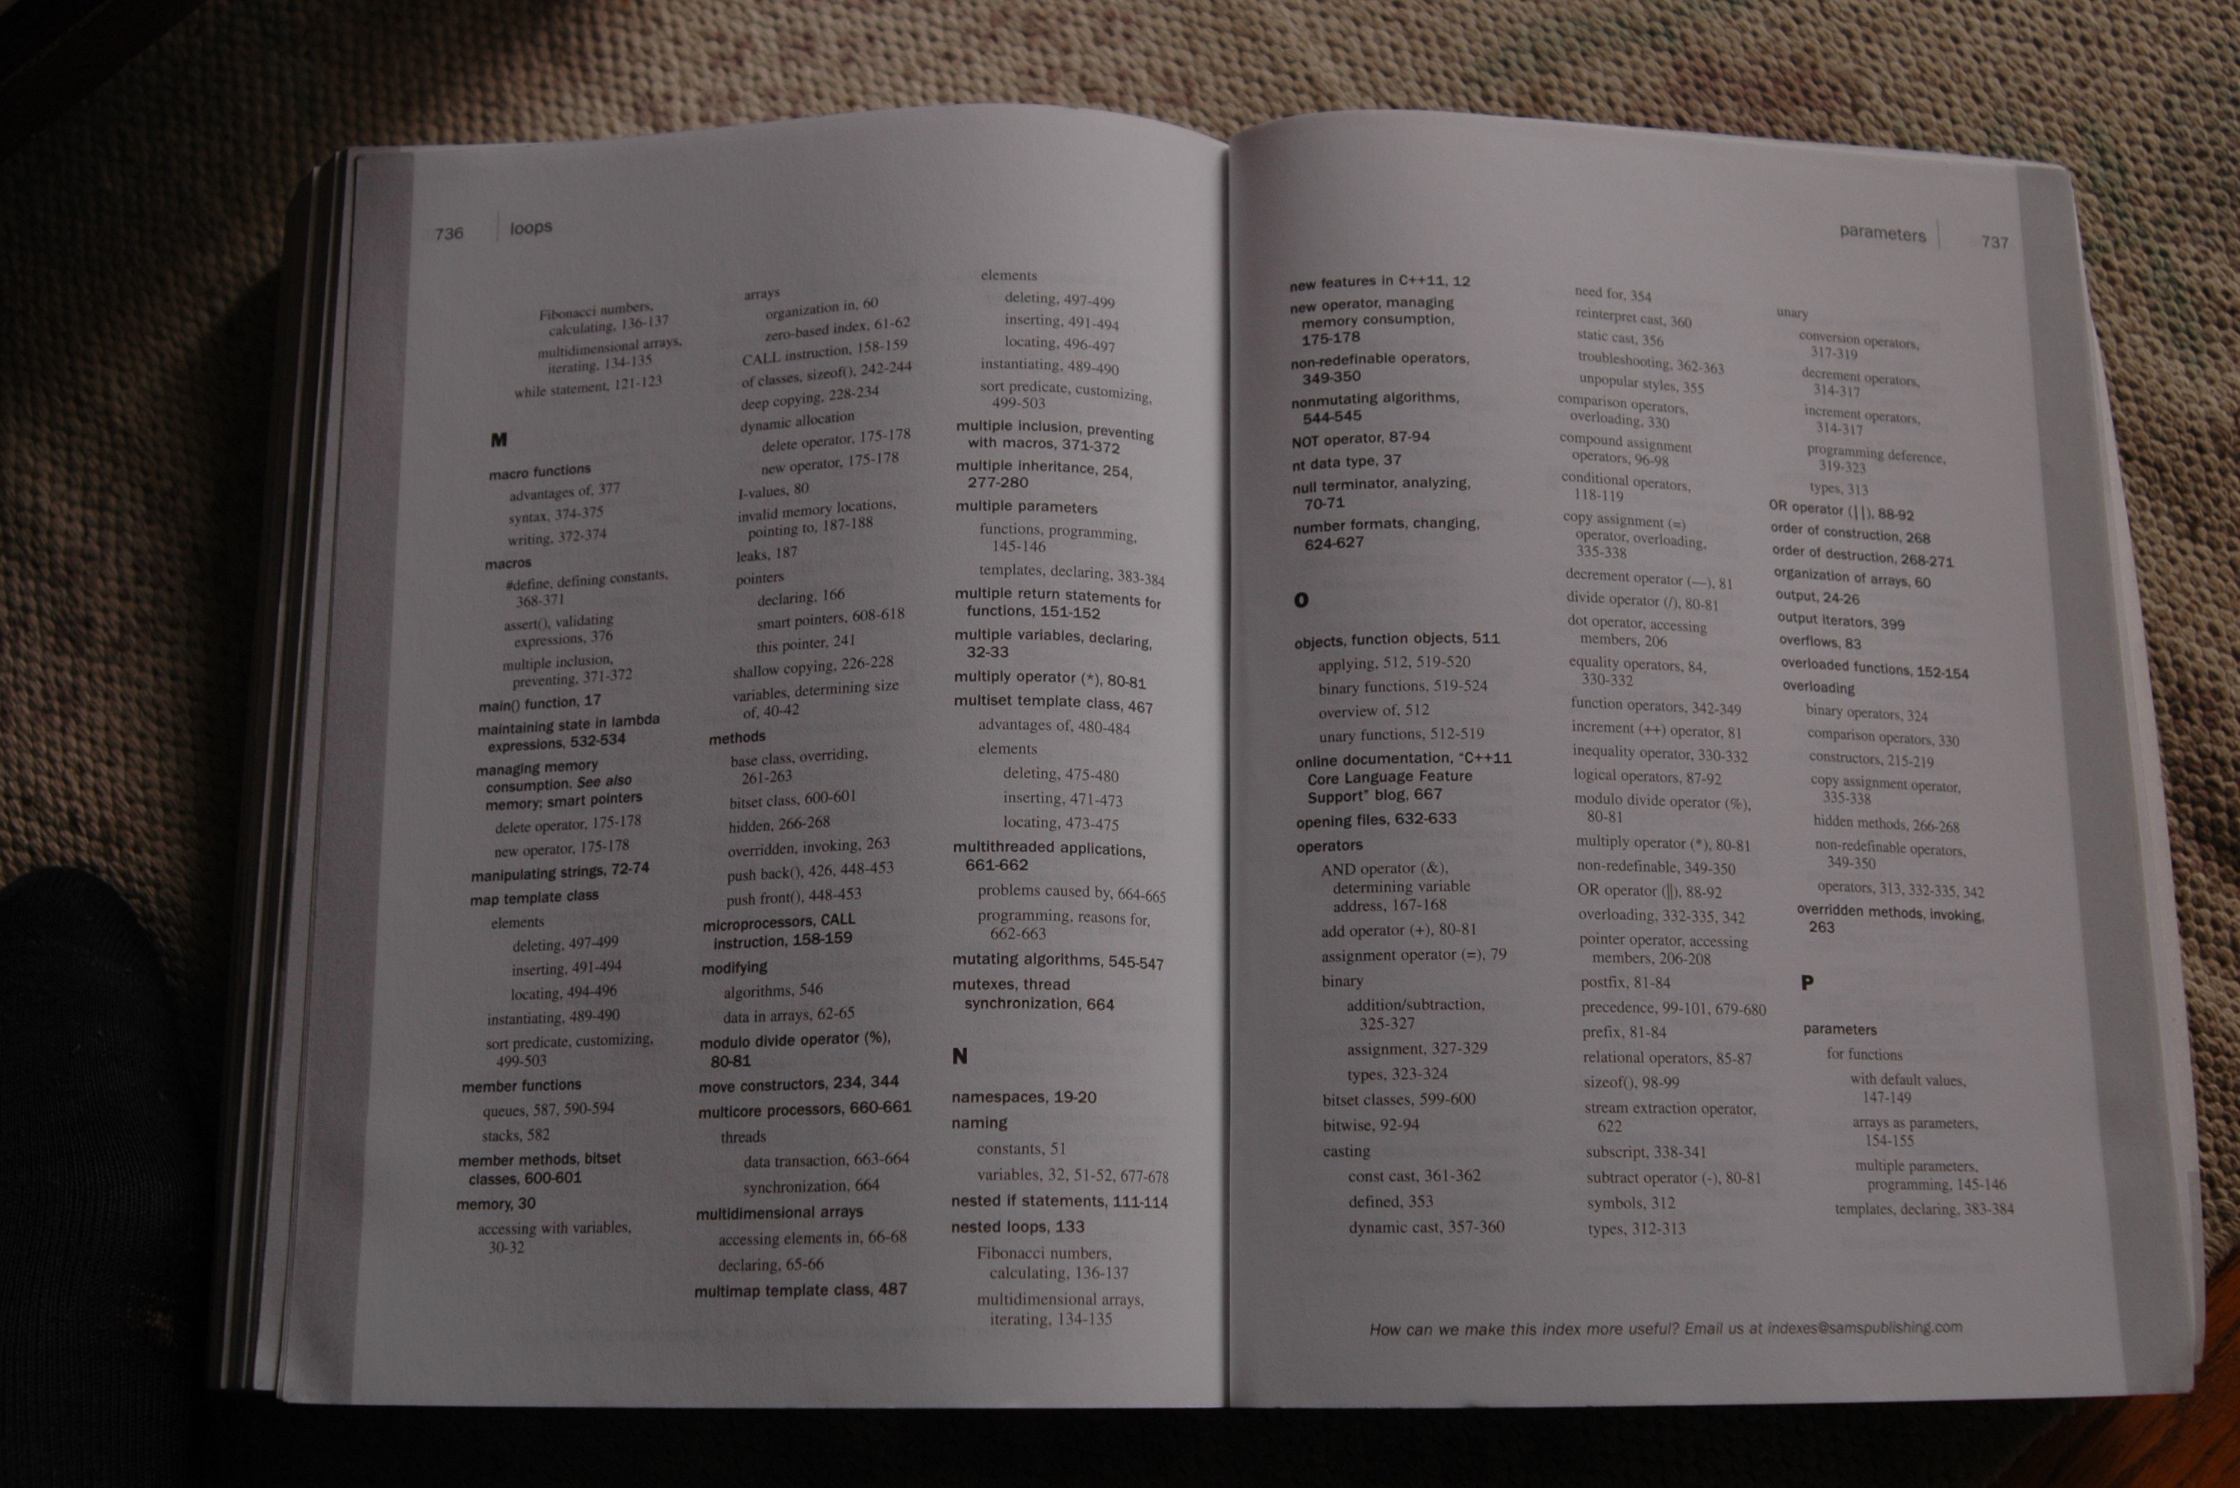 736 | loops
Fibonacci numbers,
calculating, 136-137
multidimensional arrays,
iterating, 134-135
while statement, 121-123
M
macro functions
advantages of, 377
syntax, 374-375
writing, 372-374
macros
#define, defining constants,
368-371
assert(), validating
expressions, 376
multiple inclusion,
preventing, 371-372
main() function, 17
maintaining state in lambda
expressions, 532-534
managing memory
consumption. See also
memory; smart pointers
delete operator, 175-178
new operator, 175-178
manipulating strings, 72-74
map template class
elements
deleting, 497-499
inserting, 491-494
locating, 494-496
instantiating, 489-490
sort predicate, customizing,
499-503
member functions
queues, 587, 590-594
stacks, 582
member methods, bitset
classes, 600-601
memory, 30
accessing with variables,
30-32
arrays
organization in, 60
zero-based index, 61-62
CALL instruction, 158-159
of classes, sizeof(), 242-244
deep copying, 228-234
dynamic allocation
delete operator, 175-178
new operator, 175-178
I-values, 80
invalid memory locations,
pointing to, 187-188
leaks, 187
pointers
declaring, 166
smart pointers, 608-618
this pointer, 241
shallow copying, 226-228
variables, determining size
of, 40-42
methods
base class, overriding,
261-263
bitset class, 600-601
hidden, 266-268
overridden, invoking, 263
push back(), 426, 448-453
push front(), 448-453
microprocessors, CALL
instruction, 158-159
modifying
algorithms, 546
data in arrays, 62-65
modulo divide operator (%),
80-81
move constructors, 234, 344
multicore processors, 660-661
threads
data transaction, 663-664
synchronization, 664
multidimensional arrays
accessing elements in, 66-68
declaring, 65-66
multimap template class, 487
elements
deleting, 497-499
inserting, 491-494
locating, 496-497
instantiating, 489-490
sort predicate, customizing,
499-503
multiple inclusion, preventing
with macros, 371-372
multiple inheritance, 254,
277-280
multiple parameters
functions, programming,
145-146
templates, declaring, 383-384
multiple return statements for
functions, 151-152
multiple variables, declaring,
32-33
multiply operator (*), 80-81
multiset template class, 467
advantages of, 480-484
elements
deleting, 475-480
inserting, 471-473
locating, 473-475
multithreaded applications,
661-662
problems caused by, 664-665
programming, reasons for,
662-663
mutating algorithms, 545-547
mutexes, thread
synchronization, 664
N
namespaces, 19-20
naming
constants, 51
variables, 32, 51-52, 677-678
nested if statements, 111-114
nested loops, 133
Fibonacci numbers,
calculating, 136-137
multidimensional arrays,
iterating, 134-135
parameters | 737
new features in C++11, 12
new operator, managing
memory consumption,
175-178
non-redefinable operators,
349-350
nonmutating algorithms,
544-545
NOT operator, 87-94
nt data type, 37
null terminator, analyzing,
70-71
number formats, changing,
624-627
O
objects, function objects, 511
applying, 512, 519-520
binary functions, 519-524
overview of, 512
unary functions, 512-519
online documentation, "C++11
Core Language Feature
Support" blog, 667
opening files, 632-633
operators
AND operator (&),
determining variable
address, 167-168
add operator (+), 80-81
assignment operator (=), 79
binary
addition/subtraction,
325-327
assignment, 327-329
types, 323-324
bitset classes, 599-600
bitwise, 92-94
casting
const cast, 361-362
defined, 353
dynamic cast, 357-360
need for, 354
reinterpret cast, 360
static cast, 356
troubleshooting, 362-363
unpopular styles, 355
comparison operators,
overloading, 330
compound assignment
operators, 96-98
conditional operators,
118-119
copy assignment (=)
operator, overloading,
335-338
decrement operator (—), 81
divide operator (/), 80-81
dot operator, accessing
members, 206
equality operators, 84,
330-332
function operators, 342-349
increment (++) operator, 81
inequality operator, 330-332
logical operators, 87-92
modulo divide operator (%),
80-81
multiply operator (*), 80-81
non-redefinable, 349-350
OR operator (||), 88-92
overloading, 332-335, 342
pointer operator, accessing
members, 206-208
postfix, 81-84
precedence, 99-101, 679-680
prefix, 81-84
relational operators, 85-87
sizeof(), 98-99
stream extraction operator,
622
subscript, 338-341
subtract operator (-), 80-81
symbols, 312
types, 312-313
unary
conversion operators,
317-319
decrement operators,
314-317
increment operators,
314-317
programming deference,
319-323
types, 313
OR operator (||), 88-92
order of construction, 268
order of destruction, 268-271
organization of arrays, 60
output, 24-26
output iterators, 399
overflows, 83
overloaded functions, 152-154
overloading
binary operators, 324
comparison operators, 330
constructors, 215-219
copy assignment operator,
335-338
hidden methods, 266-268
non-redefinable operators,
349-350
operators, 313, 332-335, 342
overridden methods, invoking,
263
P
parameters
for functions
with default values,
147-149
arrays as parameters,
154-155
multiple parameters,
programming, 145-146
templates, declaring, 383-384
How can we make this index more useful? Email us at indexes@samspublishing.com